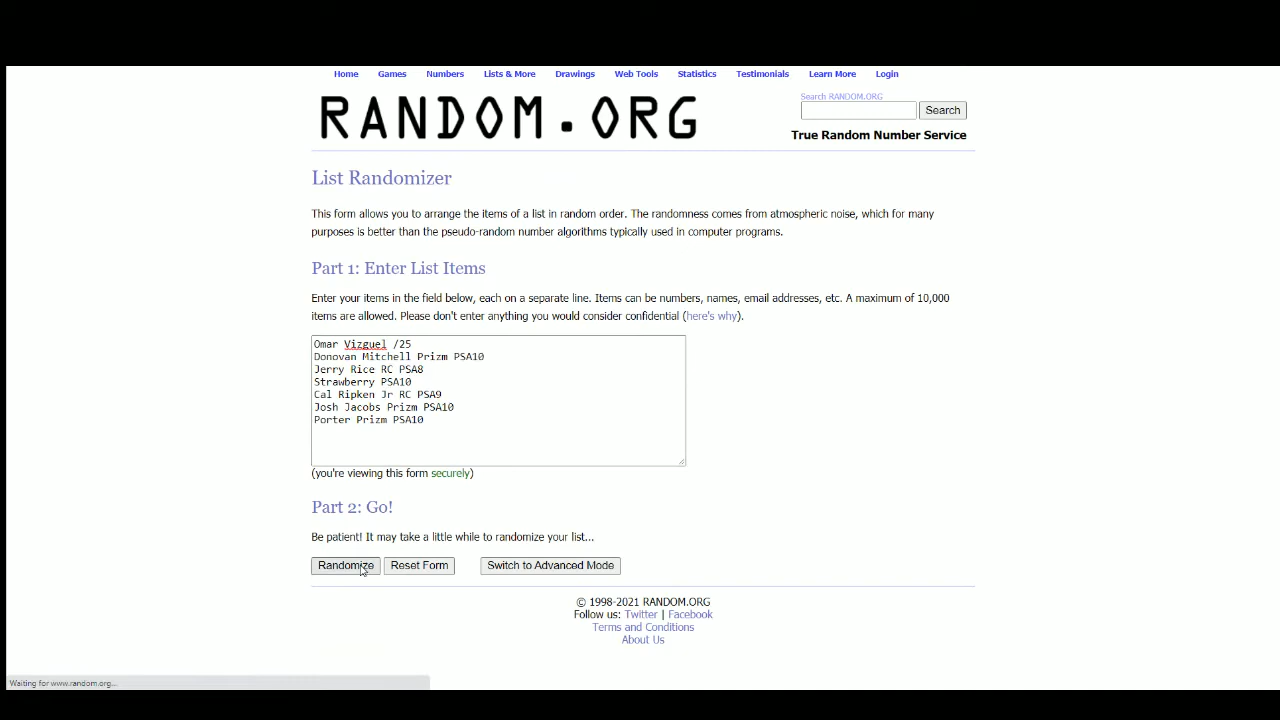 Home Games Numbers Lists & More Drawings Web Tools Statistics Testimonials Learn More Login
RANDOM.ORG
Search RANDOM.ORG
Search
True Random Number Service
List Randomizer
This form allows you to arrange the items of a list in random order. The randomness comes from atmospheric noise, which for many
purposes is better than the pseudo-random number algorithms typically used in computer programs.
Part 1: Enter List Items
Enter your items in the field below, each on a separate line. Items can be numbers, names, email addresses, etc. A maximum of 10,000
items are allowed. Please don't enter anything you would consider confidential (here's why).
Omar Vizguel /25
Donovan Mitchell Prizm PSA10
Jerry Rice RC PSA8
Strawberry PSA10
Cal Ripken Jr RC PSA9
Josh Jacobs Prizm PSA10
Porter Prizm PSA10
(you're viewing this form securely)
Part 2: Go!
Be patient! It may take a little while to randomize your list...
Randomize Reset Form Switch to Advanced Mode
© 1998-2021 RANDOM.ORG
Follow us: Twitter | Facebook
Terms and Conditions
About Us
Waiting for www.random.org...